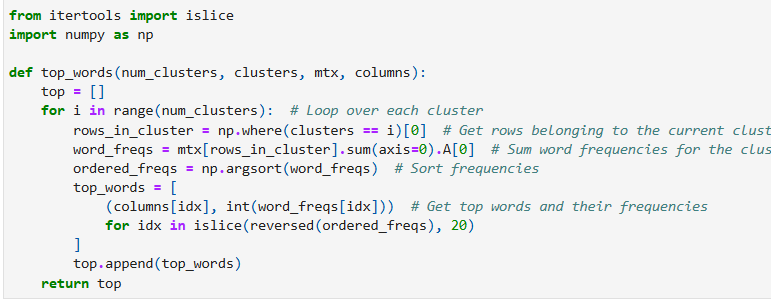 from itertools import islice
import numpy as np
def top_words(num_clusters, clusters, mtx, columns):
    top = []
    for i in range(num_clusters):  # Loop over each cluster
        rows_in_cluster = np.where(clusters == i)[0]  # Get rows belonging to the current clust
        word_freqs = mtx[rows_in_cluster].sum(axis=0).A[0]  # Sum word frequencies for the clus
        ordered_freqs = np.argsort(word_freqs)  # Sort frequencies
        top_words = [
            (columns[idx], int(word_freqs[idx]))  # Get top words and their frequencies
            for idx in islice(reversed(ordered_freqs), 20)
        ]
        top.append(top_words)
    return top